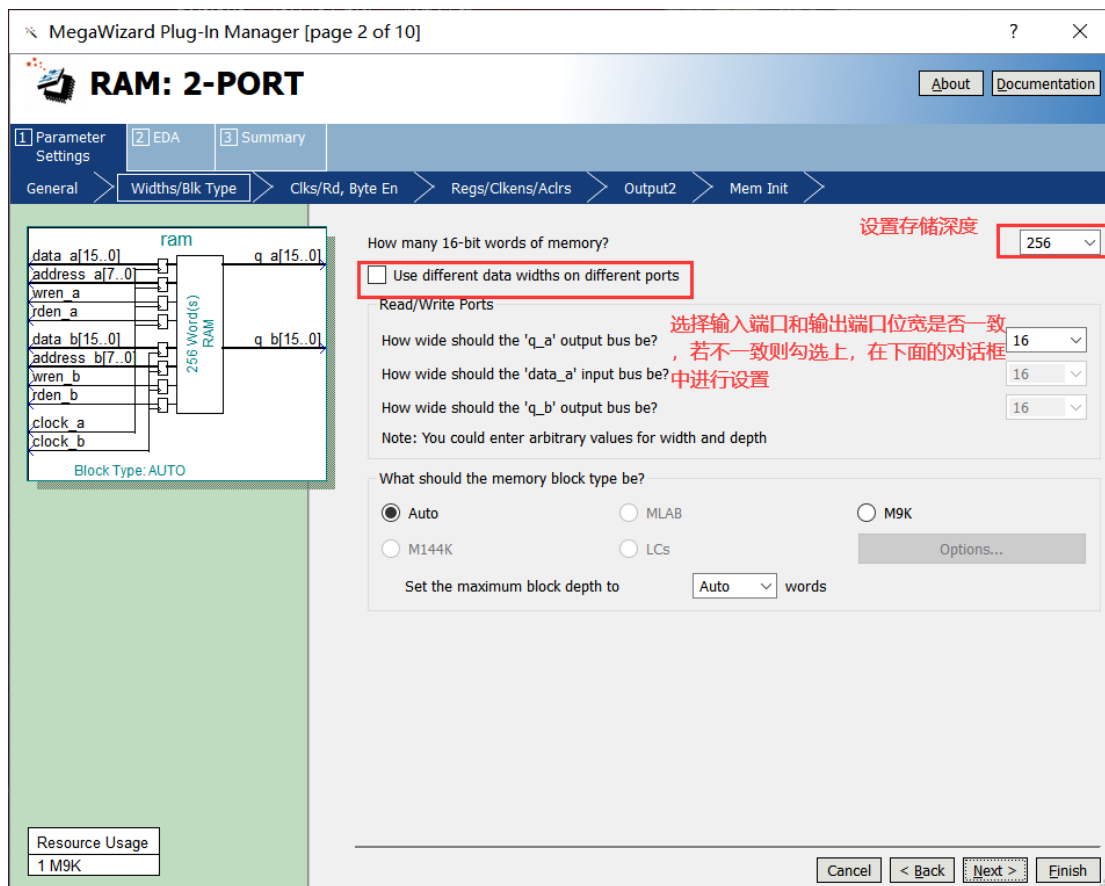 MegaWizard Plug-In Manager [page 2 of 10]
?
RAM: 2-PORT
About
Documentation
1 Parameter Settings
2 EDA
3 Summary
General
Widths/Blk Type
Clks/Rd, Byte En
Regs/Clkens/Aclrs
Output2
Mem Init
ram
data_a[15..0]
q_a[15..0]
address_a[7..0]
wren_a
rden_a
data_b[15..0]
q_b[15..0]
address_b[7..0]
wren_b
rden_b
clock_a
clock_b
256 Word(s)
RAM
Block Type: AUTO
设置存储深度
How many 16-bit words of memory?
256
Use different data widths on different ports
Read/Write Ports
选择输入端口和输出端口位宽是否一致
，若不一致则勾选上，在下面的对话框
中进行设置
How wide should the 'q_a' output bus be?
16
How wide should the 'data_a' input bus be?
16
How wide should the 'q_b' output bus be?
16
Note: You could enter arbitrary values for width and depth
What should the memory block type be?
Auto
MLAB
M9K
M144K
LCs
Options...
Set the maximum block depth to
Auto
words
Resource Usage
1 M9K
Cancel
< Back
Next >
Finish